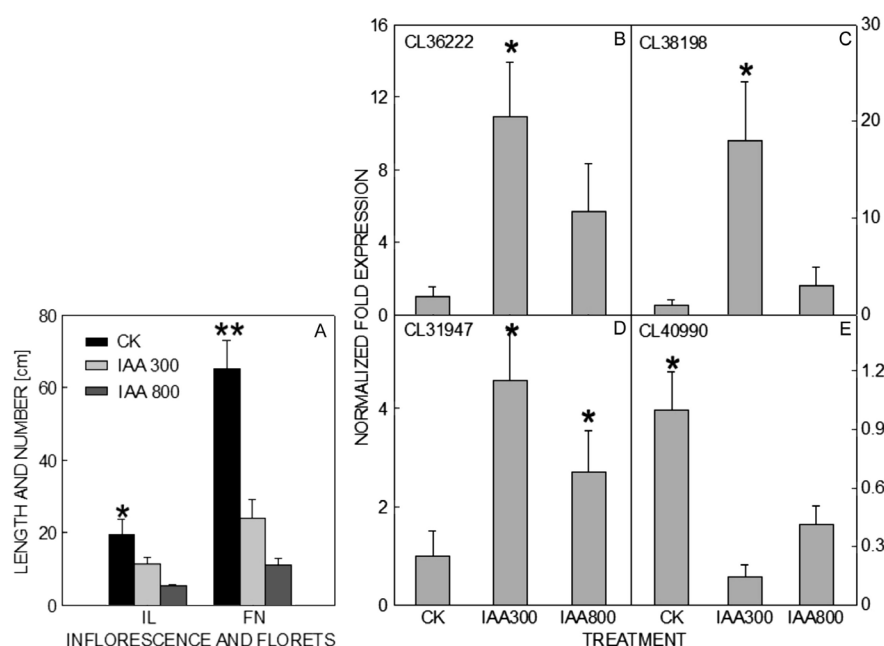 A
CK
IAA 300
IAA 800
**
*
80
60
40
20
0
LENGTH AND NUMBER [cm]
IL FN
INFLORESCENCE AND FLORETS
NORMALIZED FOLD EXPRESSION
CL36222 B
*
16
12
8
4
0
CL38198 C
*
30
20
10
0
CL31947 D
*
*
4
2
0
CL40990 E
*
1.2
0.9
0.6
0.3
0
CK IAA300 IAA800 CK IAA300 IAA800
TREATMENT